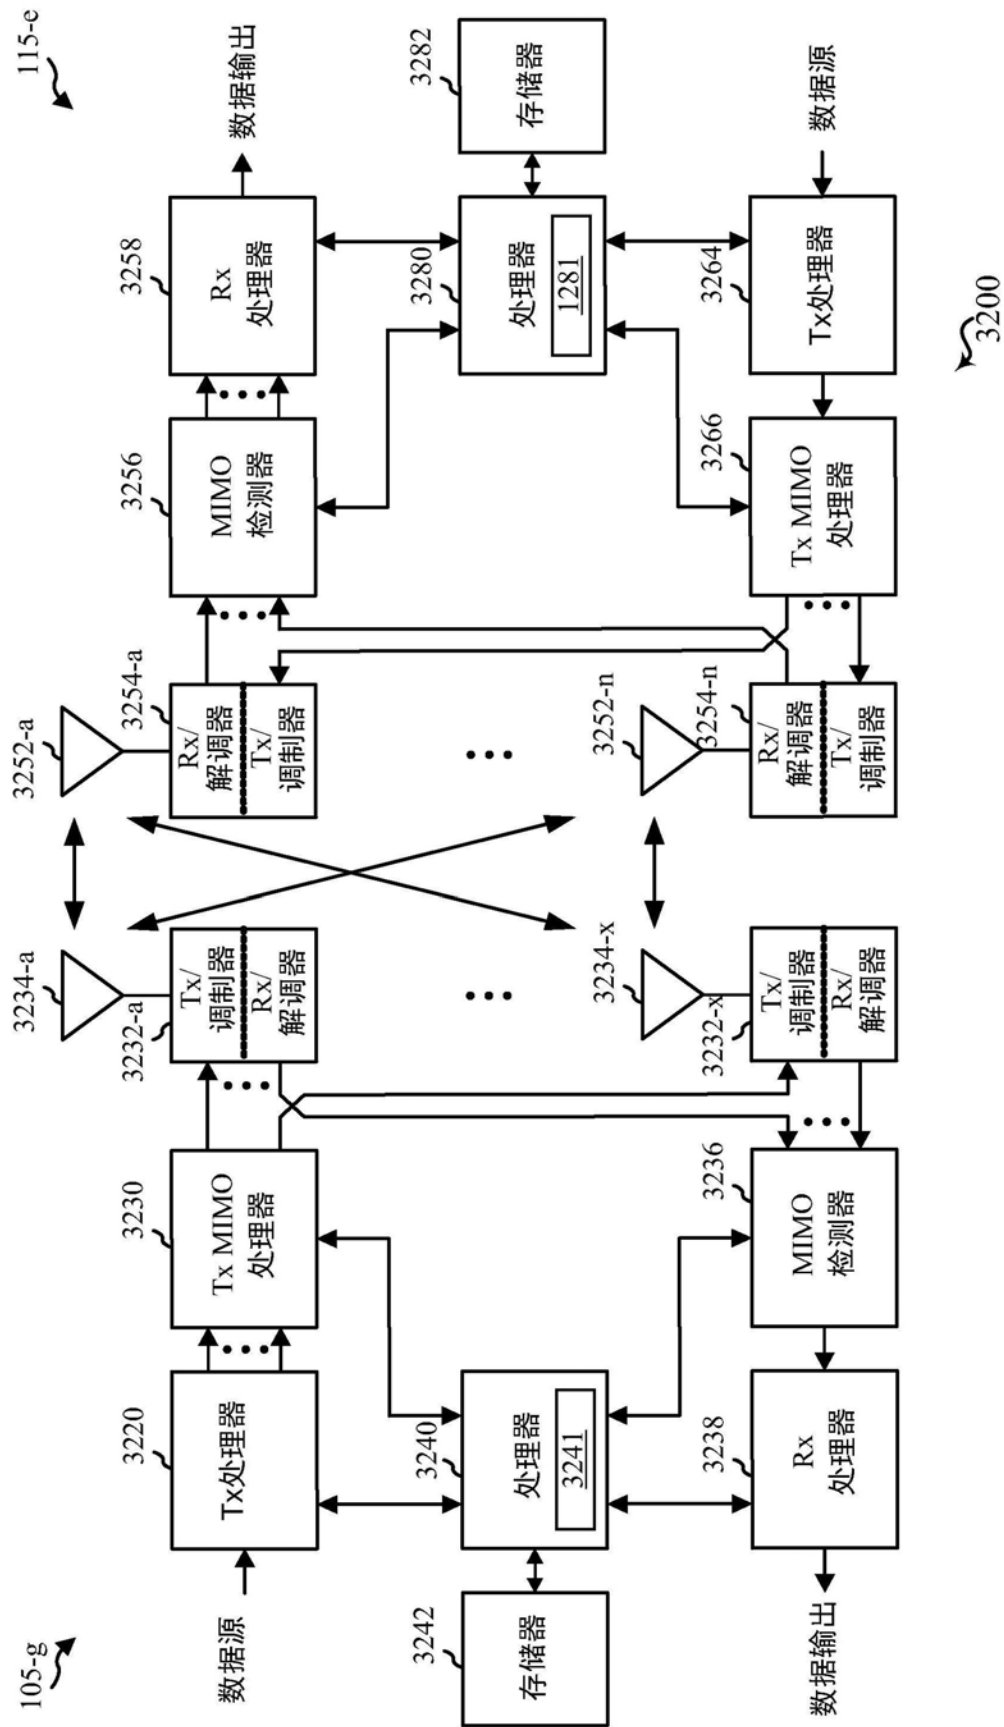 105-g
115-e
数据源
3220
Tx处理器
3230
Tx MIMO
处理器
3234-a
3232-a
Tx/
调制器
Rx/
解调器
3252-a
3254-a
Rx/
解调器
Tx/
调制器
3256
MIMO
检测器
3258
Rx
处理器
数据输出
3242
存储器
3240
处理器
3241
3280
处理器
1281
3282
存储器
数据输出
3238
Rx
处理器
3236
MIMO
检测器
3234-x
3232-x
Tx/
调制器
Rx/
解调器
3252-n
3254-n
Rx/
解调器
Tx/
调制器
3266
Tx MIMO
处理器
3264
Tx处理器
数据源
3200